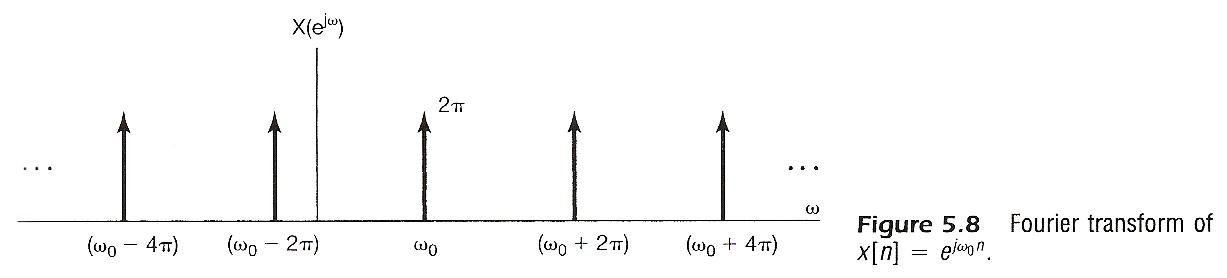 X(e^{jω})
2π
... ...
ω
(ω₀ − 4π) (ω₀ − 2π) ω₀ (ω₀ + 2π) (ω₀ + 4π)
Figure 5.8 Fourier transform of
x[n] = e^{jω₀n}.